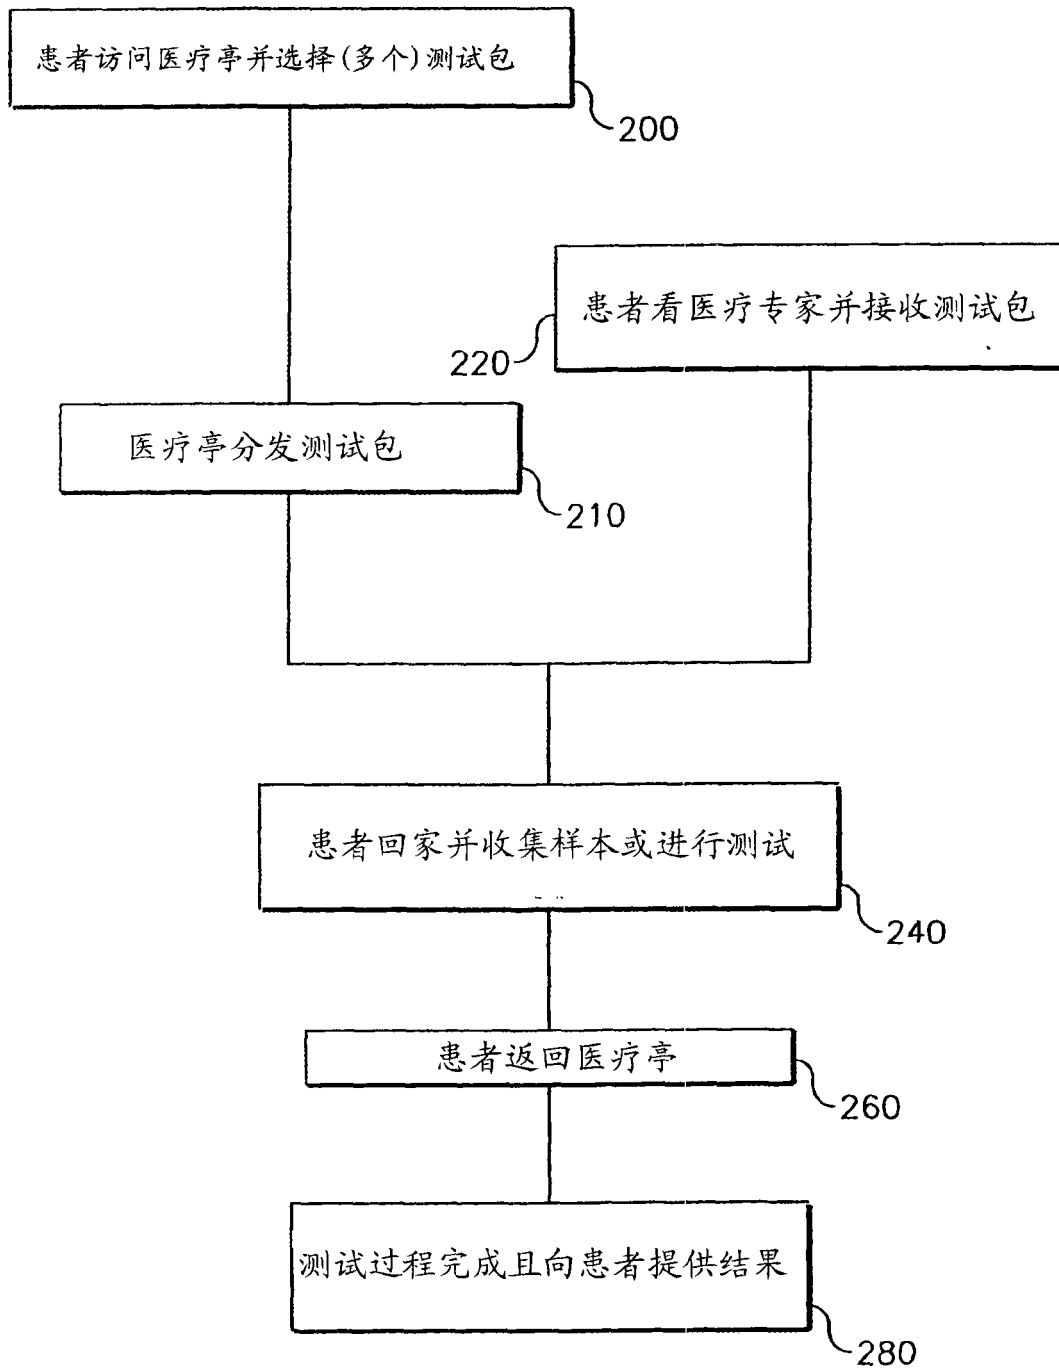 患者访问医疗亭并选择(多个)测试包
200
患者看医疗专家并接收测试包
220
医疗亭分发测试包
210
患者回家并收集样本或进行测试
240
患者返回医疗亭
260
测试过程完成且向患者提供结果
280